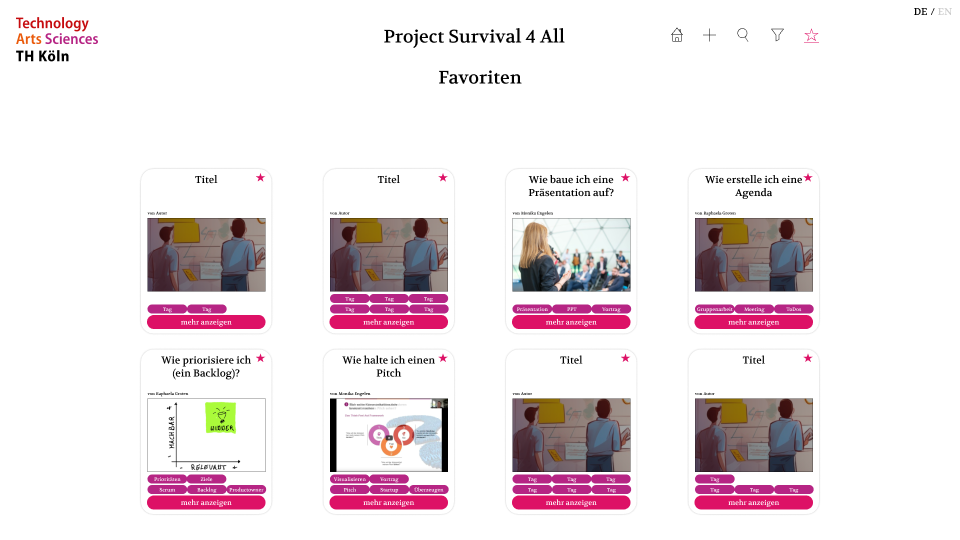 DE / EN
Technology
Arts Sciences
TH Köln
Project Survival 4 All
Favoriten
Titel
von Autor
Tag Tag
mehr anzeigen
Titel
von Autor
Tag Tag Tag
Tag Tag Tag
mehr anzeigen
Wie baue ich eine
Präsentation auf?
von Monika Engelen
Präsentation PPT Vortrag
mehr anzeigen
Wie erstelle ich eine
Agenda
von Raphaela Groten
Gruppenarbeit Meeting ToDos
mehr anzeigen
Wie priorisiere ich
(ein Backlog)?
von Raphaela Groten
MACHBAR
RELEVANT
Prioritäten Ziele
Scrum Backlog Productowner
mehr anzeigen
Wie halte ich einen
Pitch
von Monika Engelen
Visualisieren Vortrag
Pitch Startup Überzeugen
mehr anzeigen
Titel
von Autor
Tag Tag Tag
Tag Tag Tag
mehr anzeigen
Titel
von Autor
Tag
Tag Tag Tag
mehr anzeigen